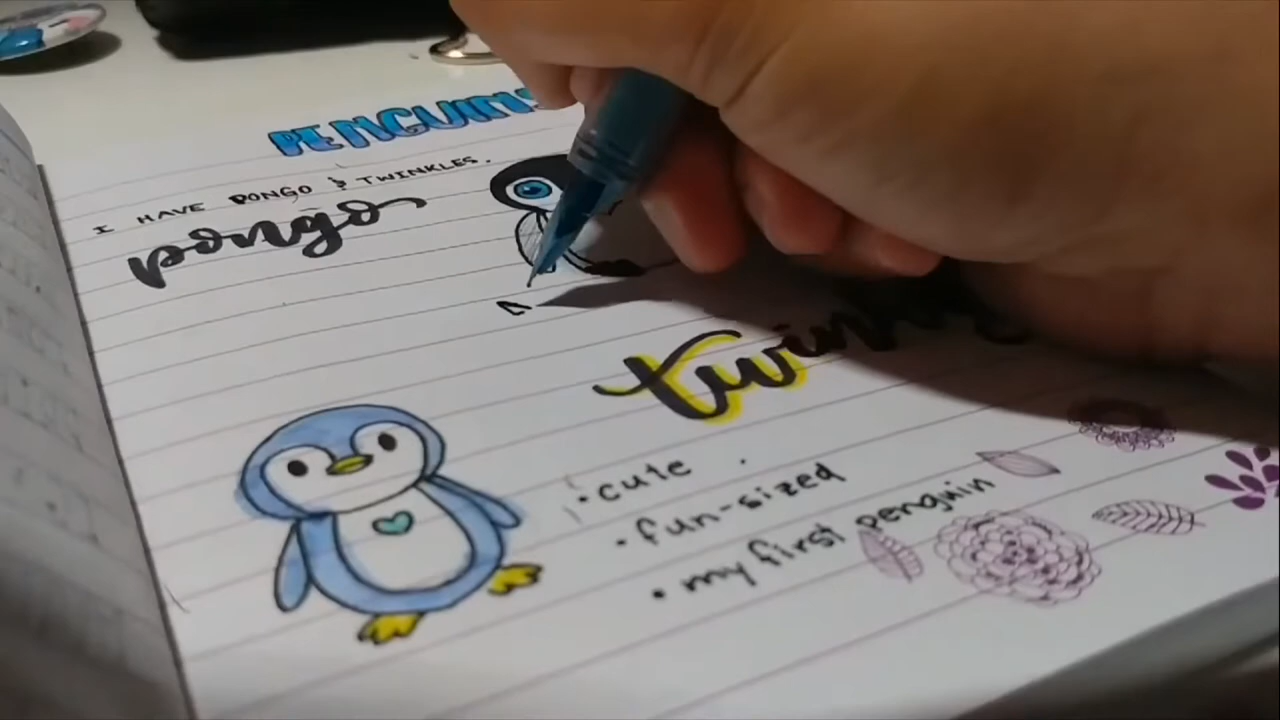 PENGUINS
I HAVE PONGO & TWINKLES.
pongo
• cute
• fun-sized
• my first penguin